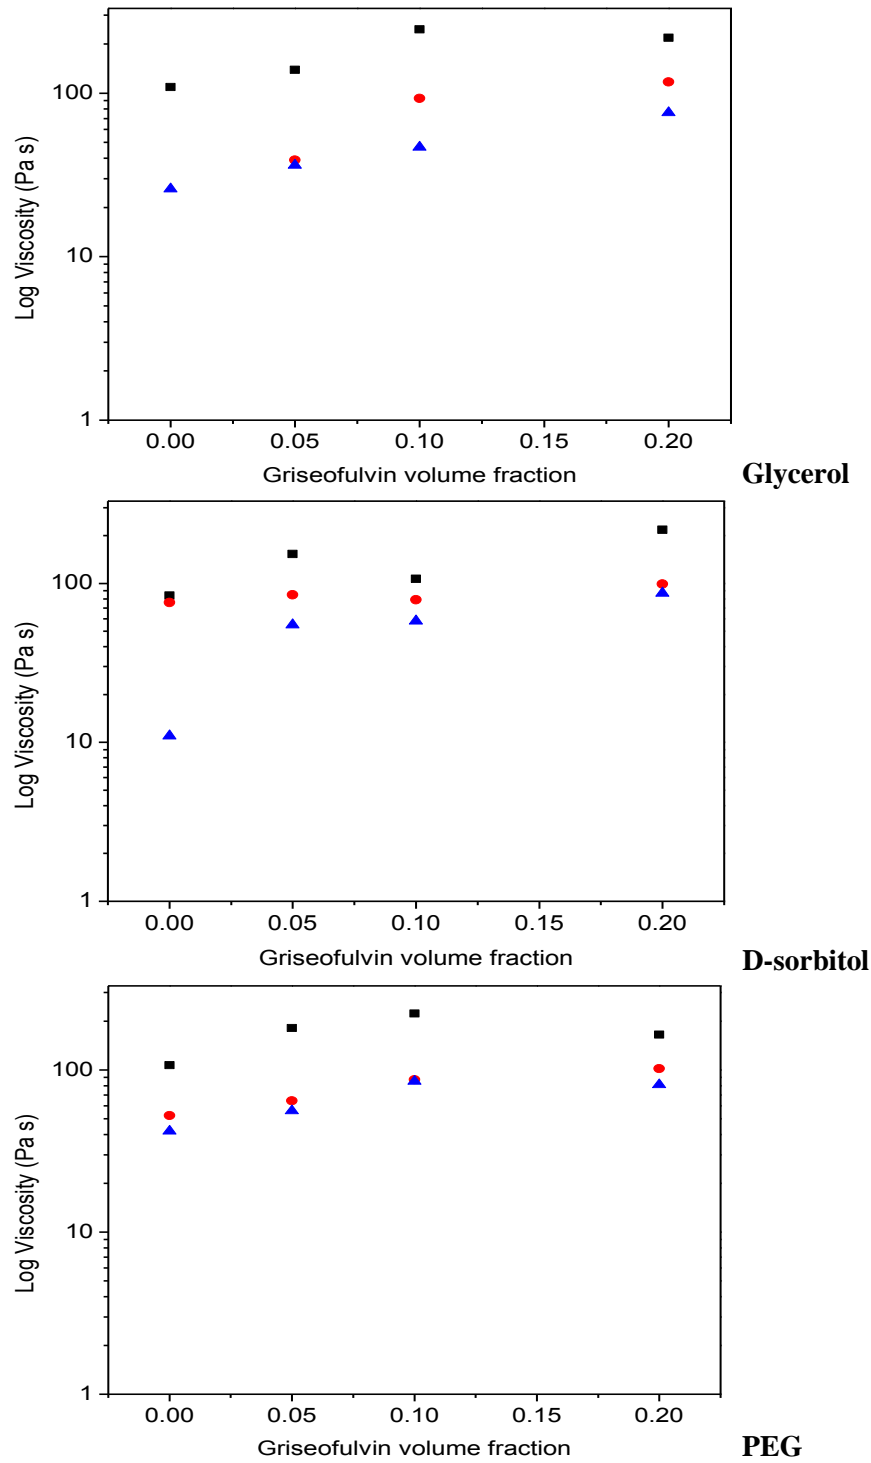 Log Viscosity (Pa s)
100
10
1
0.00 0.05 0.10 0.15 0.20
Griseofulvin volume fraction
Glycerol
Log Viscosity (Pa s)
100
10
1
0.00 0.05 0.10 0.15 0.20
Griseofulvin volume fraction
D-sorbitol
Log Viscosity (Pa s)
100
10
1
0.00 0.05 0.10 0.15 0.20
Griseofulvin volume fraction
PEG